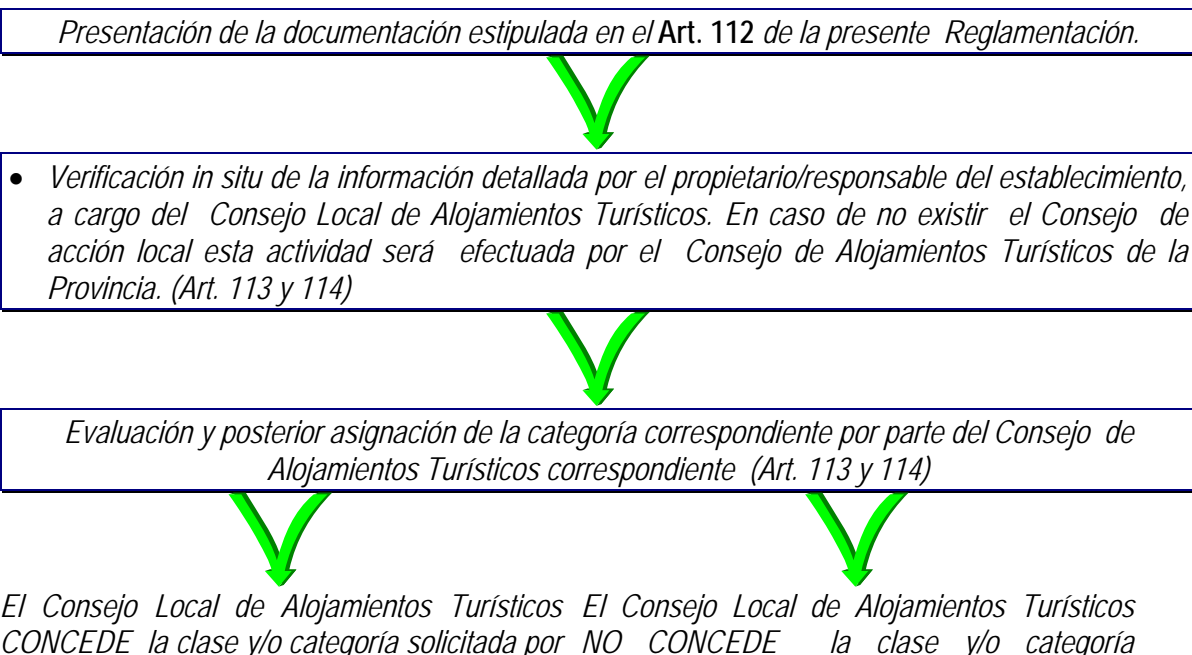 Presentación de la documentación estipulada en el Art. 112 de la presente Reglamentación.
• Verificación in situ de la información detallada por el propietario/responsable del establecimiento,
a cargo del Consejo Local de Alojamientos Turísticos. En caso de no existir el Consejo de
acción local esta actividad será efectuada por el Consejo de Alojamientos Turísticos de la
Provincia. (Art. 113 y 114)
Evaluación y posterior asignación de la categoría correspondiente por parte del Consejo de
Alojamientos Turísticos correspondiente (Art. 113 y 114)
El Consejo Local de Alojamientos Turísticos
CONCEDE la clase y/o categoría solicitada por
El Consejo Local de Alojamientos Turísticos
NO CONCEDE la clase y/o categoría